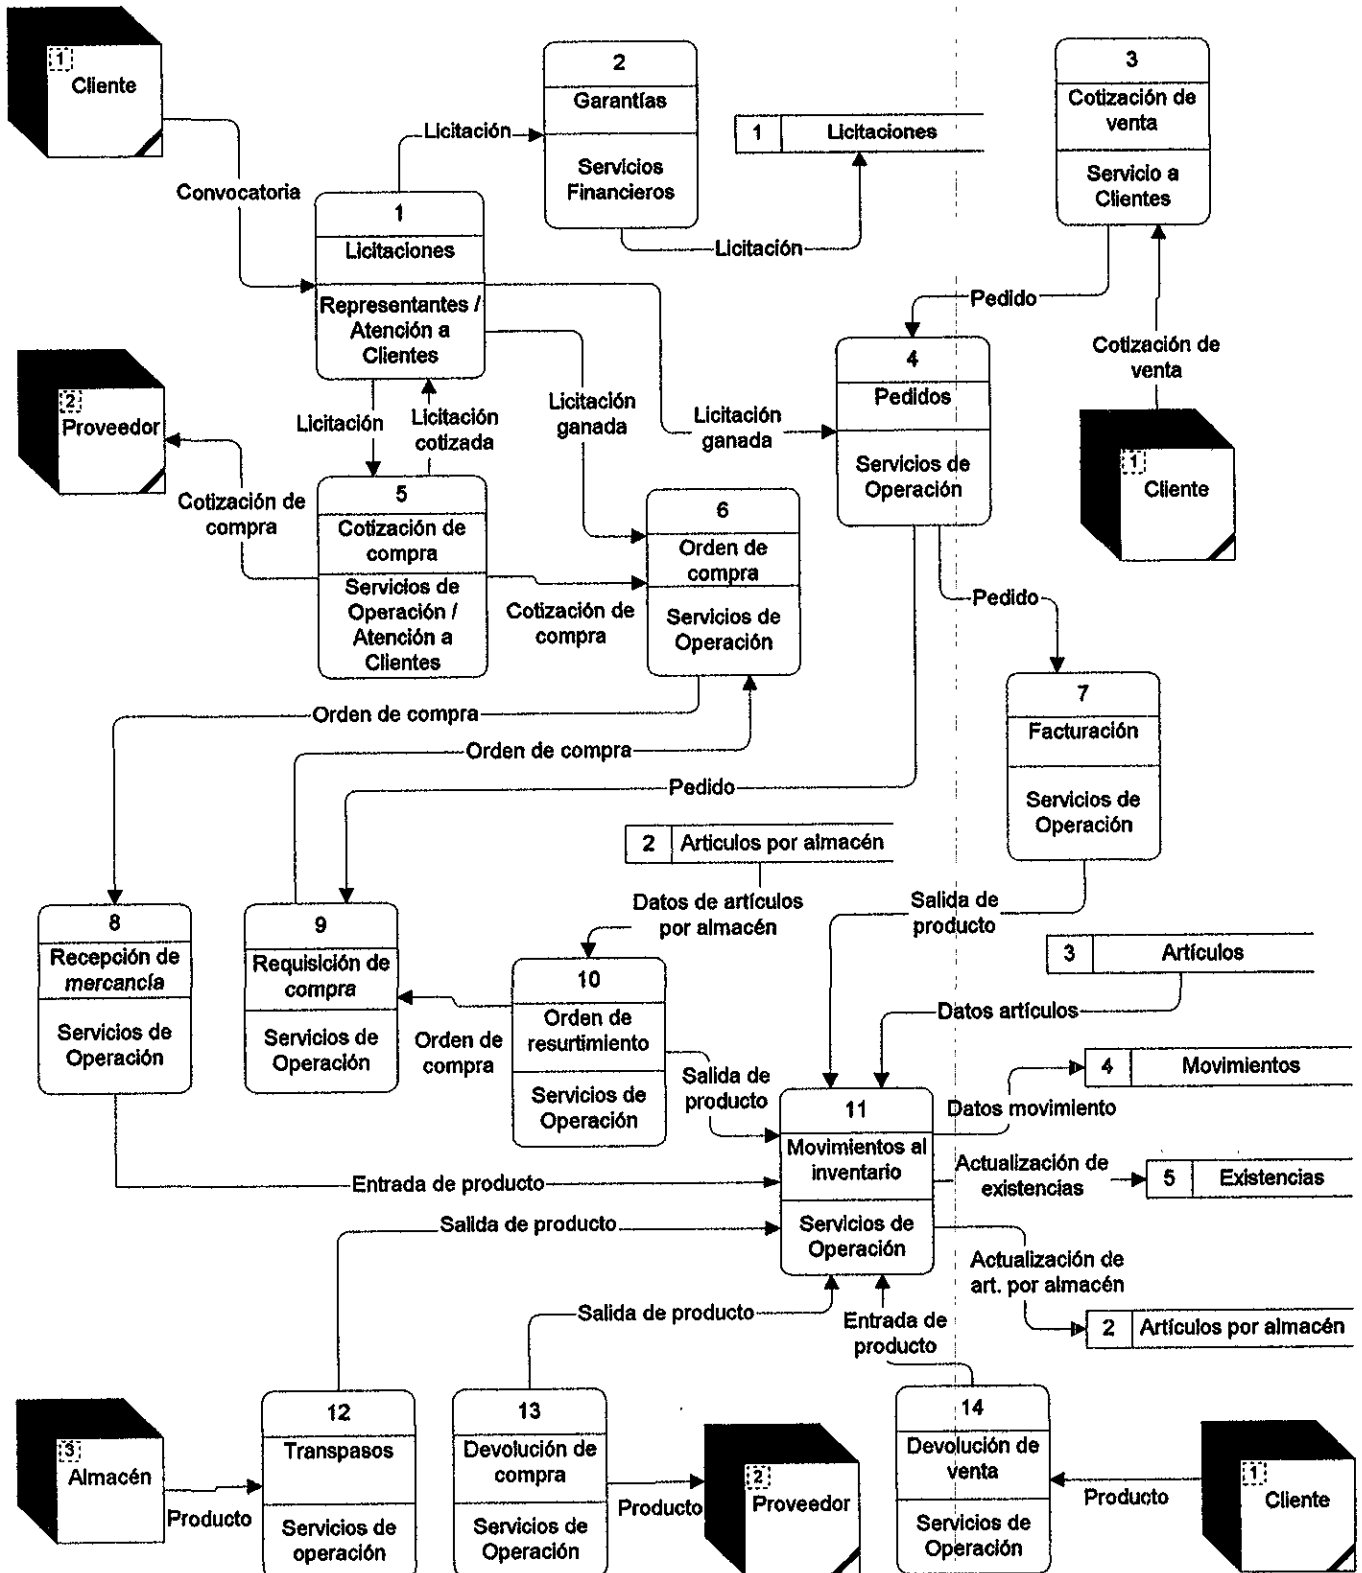 1
Cliente
Convocatoria
Licitación
2
Garantías
Servicios
Financieros
1
Licitaciones
Licitación
3
Cotización de
venta
Servicio a
Clientes
1
Licitaciones
Representantes /
Atención a
Clientes
Pedido
Cotización de
venta
2
Proveedor
Licitación
Licitación
cotizada
Licitación
ganada
Licitación
ganada
4
Pedidos
Servicios de
Operación
1
Cliente
Cotización de
compra
5
Cotización de
compra
Servicios de
Operación /
Atención a
Clientes
Cotización de
compra
6
Orden de
compra
Servicios de
Operación
Pedido
7
Facturación
Servicios de
Operación
Orden de compra
Orden de compra
Pedido
2
Articulos por almacén
Datos de artículos
por almacén
Salida de
producto
3
Artículos
8
Recepción de
mercancía
Servicios de
Operación
9
Requisición de
compra
Servicios de
Operación
Orden de
compra
10
Orden de
resurtimiento
Servicios de
Operación
Salida de
producto
Datos artículos
4
Movimientos
Datos movimiento
11
Movimientos al
inventario
Servicios de
Operación
Actualización de
existencias
5
Existencias
Entrada de producto
Salida de producto
Actualización de
art. por almacén
Salida de producto
Entrada de
producto
2
Artículos por almacén
3
Almacén
Producto
12
Transpasos
Servicios de
operación
13
Devolución de
compra
Servicios de
Operación
Producto
2
Proveedor
14
Devolución de
venta
Servicios de
Operación
Producto
1
Cliente